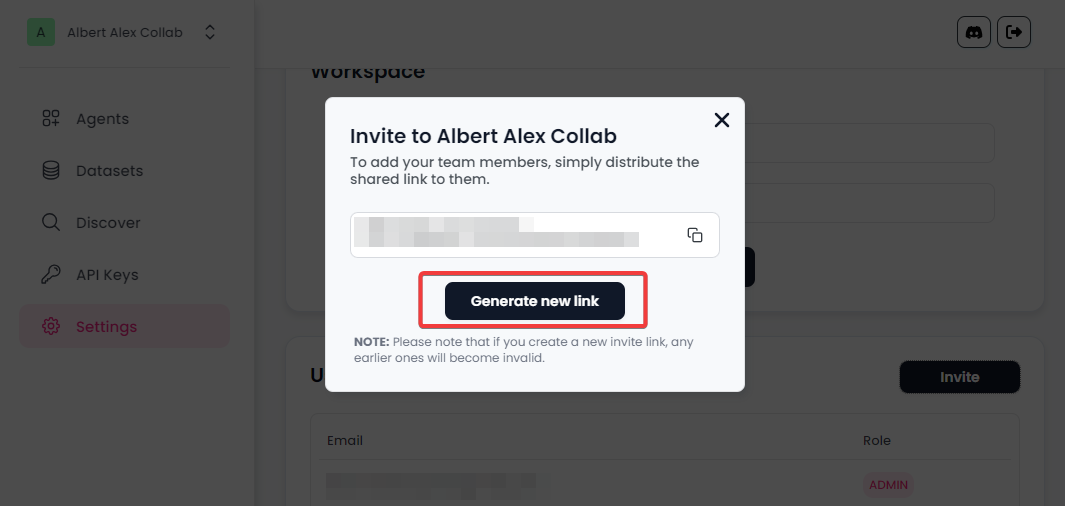 A
Albert Alex Collab
Agents
Datasets
Discover
API Keys
Settings
Workspace
Invite to Albert Alex Collab
To add your team members, simply distribute the
shared link to them.
Generate new link
NOTE: Please note that if you create a new invite link, any
earlier ones will become invalid.
U
Invite
Email
Role
ADMIN